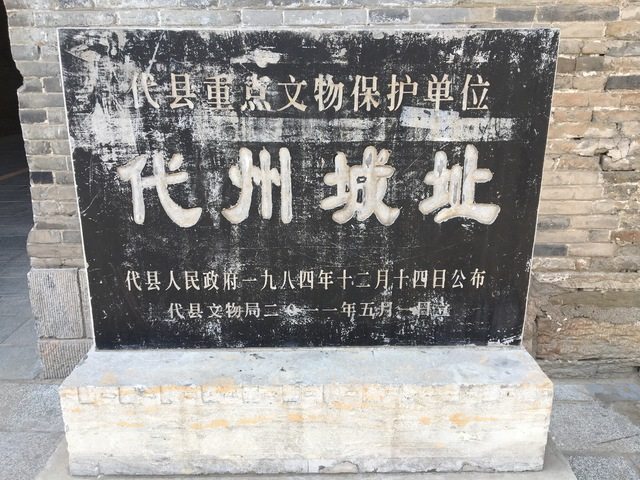 代县重点文物保护单位
代州城址
代县人民政府一九八四年十二月十四日公布
代县文物局二〇一一年五月一日立